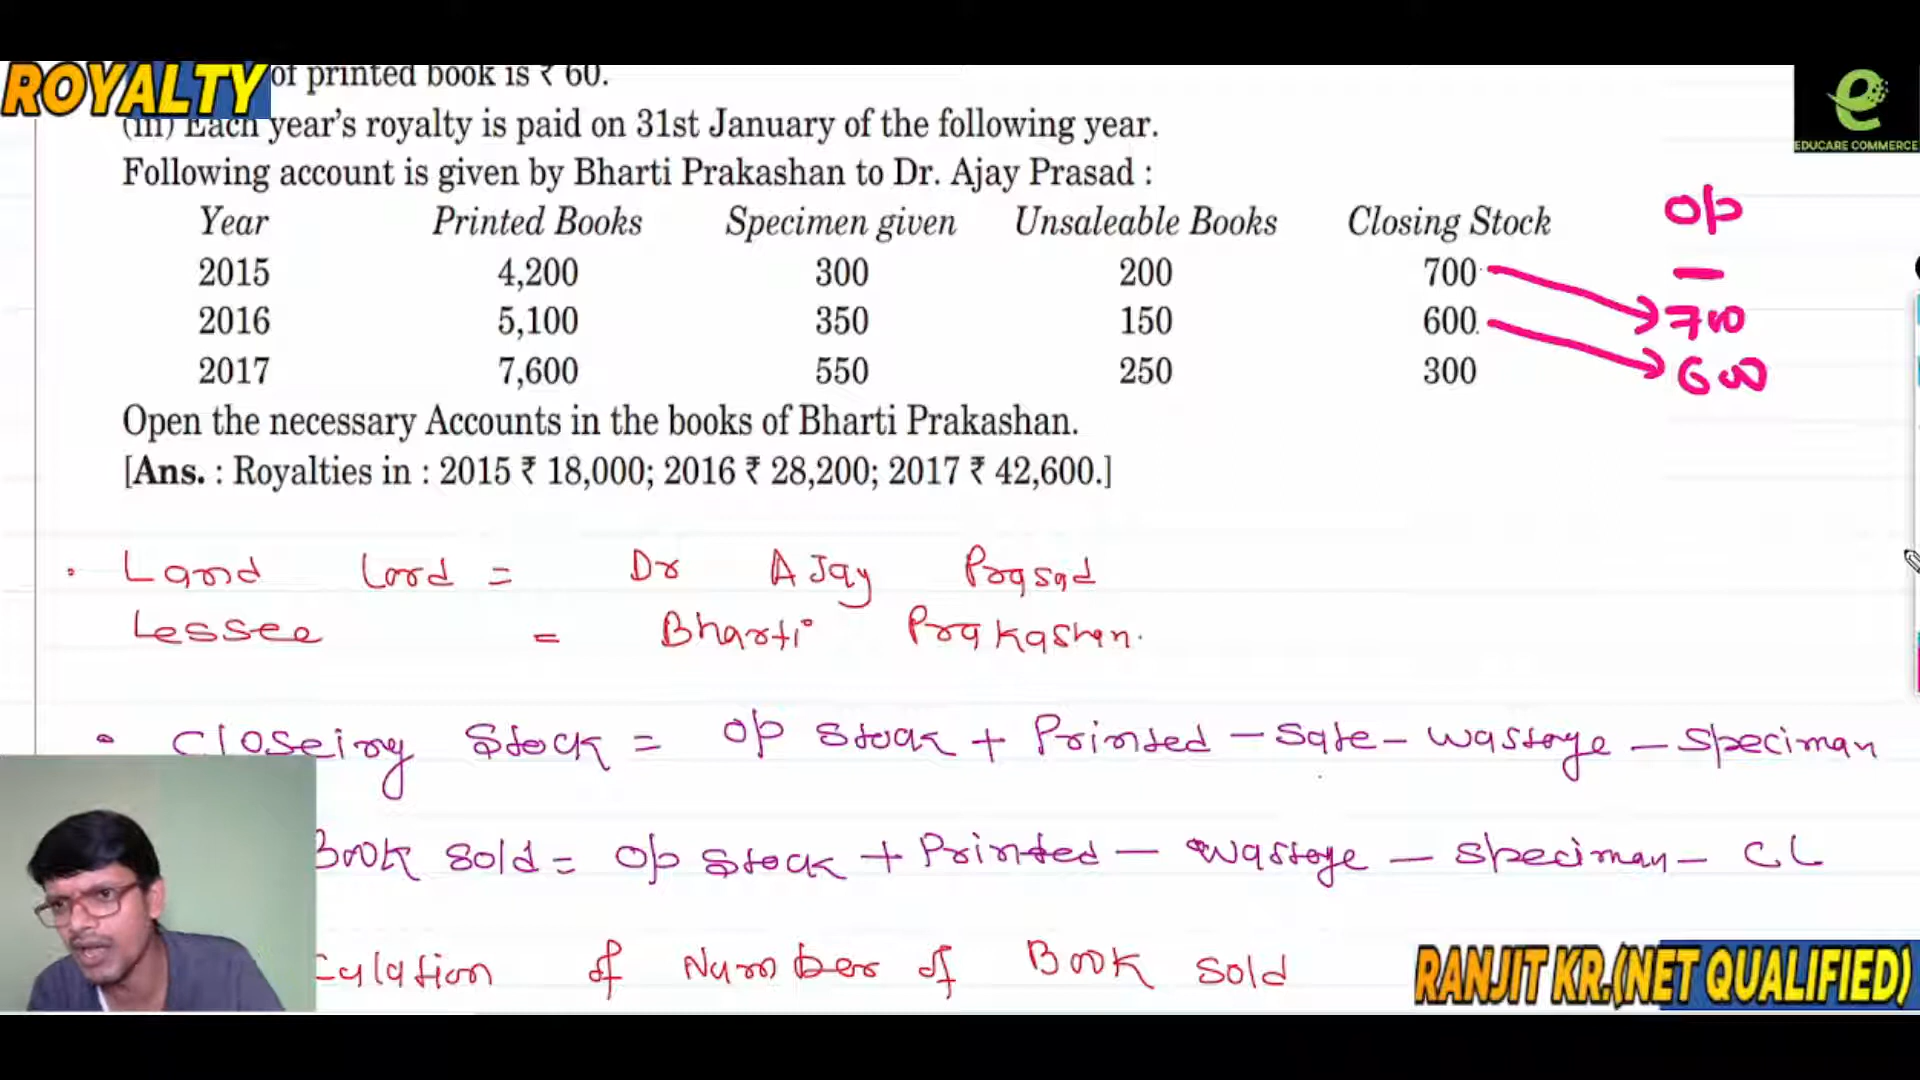 ROYALTY
of printed book is ₹ 60.
(iii) Each year's royalty is paid on 31st January of the following year.
EDUCARE COMMERCE
Following account is given by Bharti Prakashan to Dr. Ajay Prasad :
Year Printed Books Specimen given Unsaleable Books Closing Stock op
2015 4,200 300 200 700 —
2016 5,100 350 150 600 700
2017 7,600 550 250 300 600
Open the necessary Accounts in the books of Bharti Prakashan.
[Ans. : Royalties in : 2015 ₹ 18,000; 2016 ₹ 28,200; 2017 ₹ 42,600.]
Land Lord = Dr AJay Prasad
Lessee = Bharti Prakashan.
Closeing Stock = op Stock + Printed - Sale - wastage - Speciman
Book Sold = op Stock + Printed - wastage - Speciman - CL
culation of Number of Book Sold
RANJIT KR.(NET QUALIFIED)